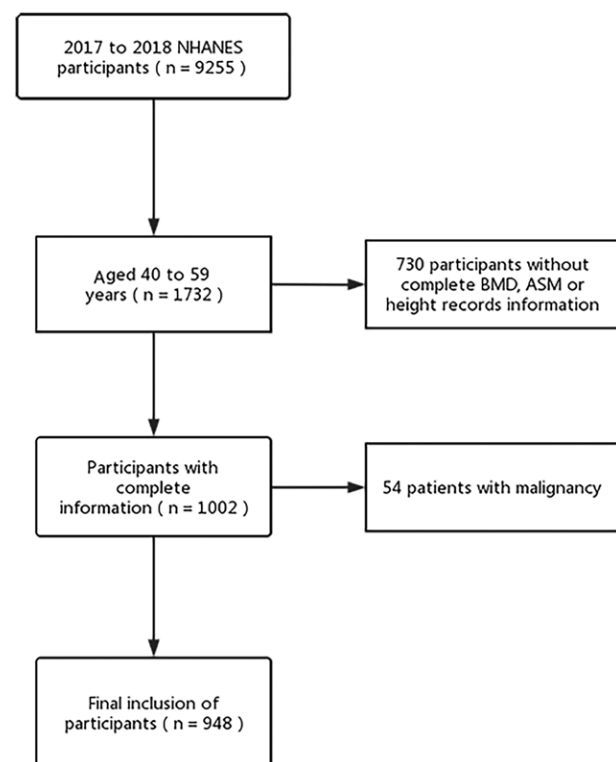 2017 to 2018 NHANES
participants ( n = 9255 )
Aged 40 to 59
years ( n = 1732 )
730 participants without
complete BMD, ASM or
height records information
Participants with
complete
information ( n = 1002 )
54 patients with malignancy
Final inclusion of
participants ( n = 948 )